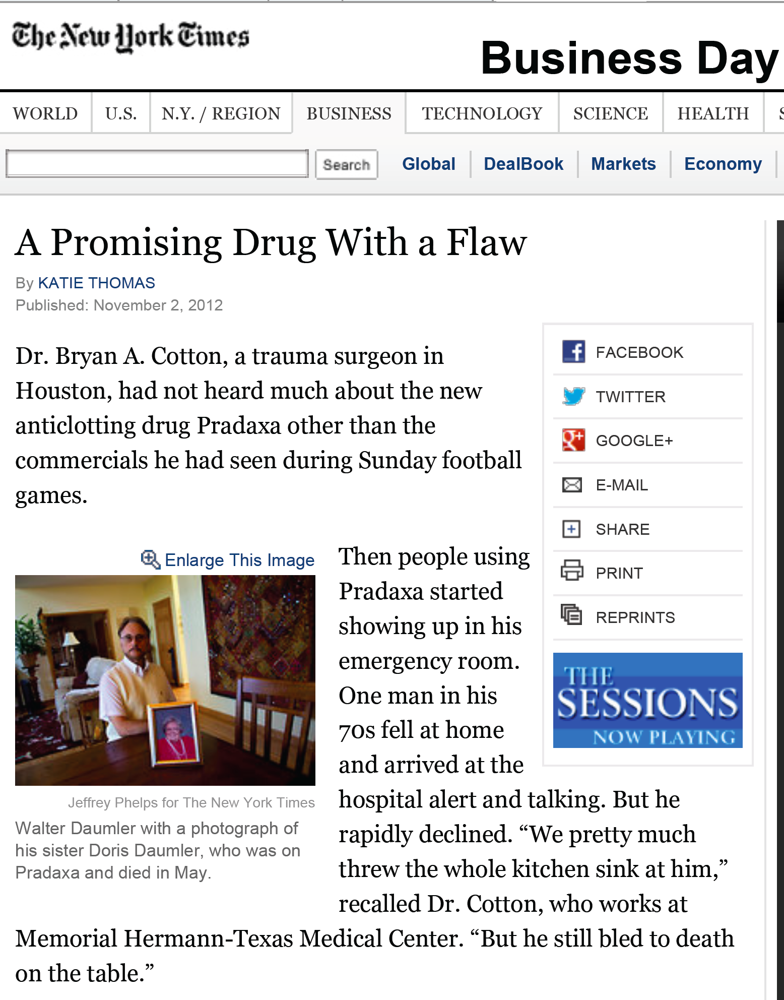 The New York Times
Business Day
WORLD U.S. N.Y. / REGION BUSINESS TECHNOLOGY SCIENCE HEALTH
Search Global DealBook Markets Economy
A Promising Drug With a Flaw
By KATIE THOMAS
Published: November 2, 2012
Dr. Bryan A. Cotton, a trauma surgeon in
Houston, had not heard much about the new
anticlotting drug Pradaxa other than the
commercials he had seen during Sunday football
games.
FACEBOOK
TWITTER
GOOGLE+
E-MAIL
SHARE
PRINT
REPRINTS
THE
SESSIONS
NOW PLAYING
Enlarge This Image
Jeffrey Phelps for The New York Times
Walter Daumler with a photograph of
his sister Doris Daumler, who was on
Pradaxa and died in May.
Then people using
Pradaxa started
showing up in his
emergency room.
One man in his
70s fell at home
and arrived at the
hospital alert and talking. But he
rapidly declined. “We pretty much
threw the whole kitchen sink at him,”
recalled Dr. Cotton, who works at
Memorial Hermann-Texas Medical Center. “But he still bled to death
on the table.”